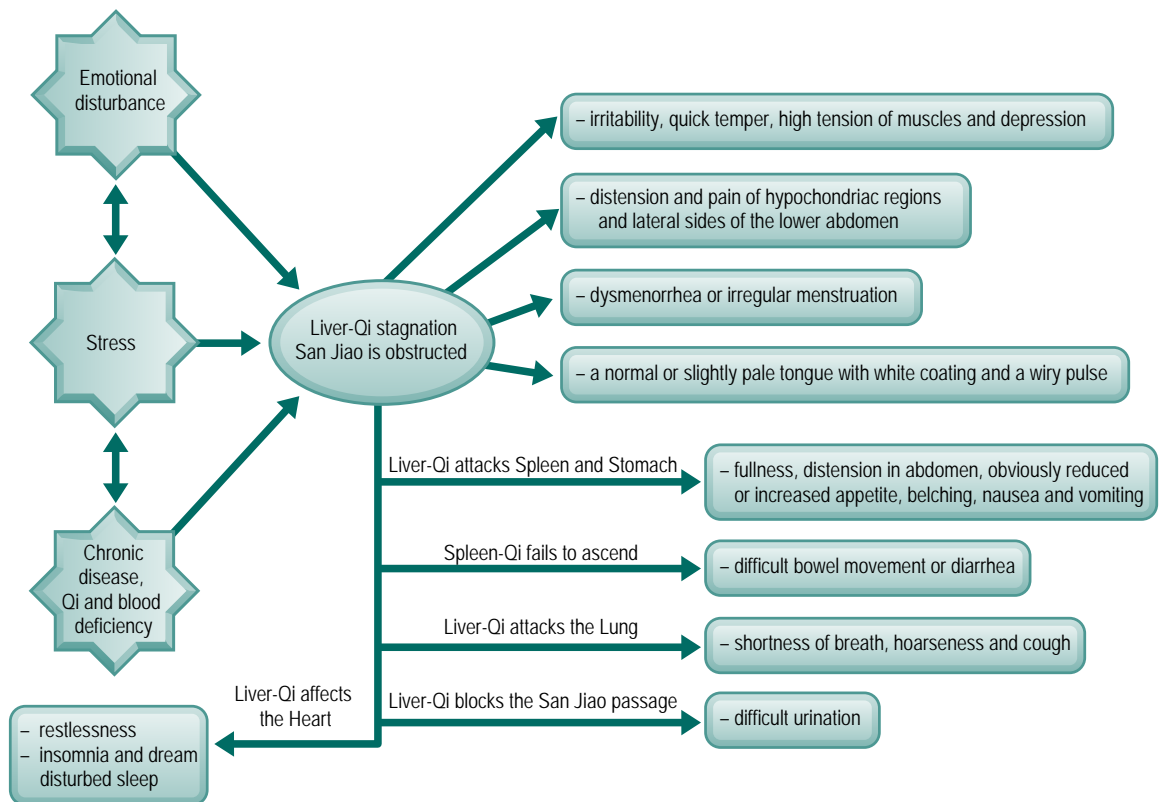 Emotional
disturbance
Stress
Chronic
disease,
Qi and blood
deficiency
Liver-Qi stagnation
San Jiao is obstructed
– irritability, quick temper, high tension of muscles and depression
– distension and pain of hypochondriac regions
and lateral sides of the lower abdomen
– dysmenorrhea or irregular menstruation
– a normal or slightly pale tongue with white coating and a wiry pulse
Liver-Qi attacks Spleen and Stomach
– fullness, distension in abdomen, obviously reduced
or increased appetite, belching, nausea and vomiting
Spleen-Qi fails to ascend
– difficult bowel movement or diarrhea
Liver-Qi attacks the Lung
– shortness of breath, hoarseness and cough
Liver-Qi blocks the San Jiao passage
– difficult urination
Liver-Qi affects
the Heart
– restlessness
– insomnia and dream
disturbed sleep